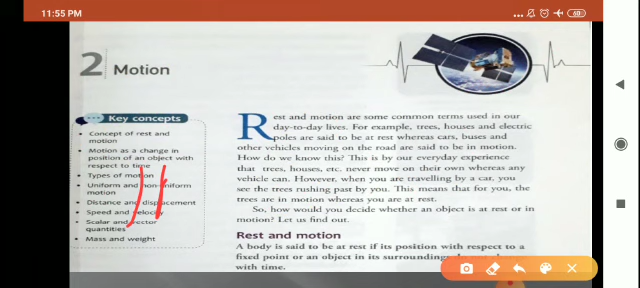 11:55 PM
60
2 Motion
Key concepts
• Concept of rest and
motion
• Motion as a change in
position of an object with
respect to time
• Types of motion
• Uniform and non-uniform
motion
• Distance and displacement
• Speed and velocity
• Scalar and vector
quantities
• Mass and weight
Rest and motion are some common terms used in our
day-to-day lives. For example, trees, houses and electric
poles are said to be at rest whereas cars, buses and
other vehicles moving on the road are said to be in motion.
How do we know this? This is by our everyday experience
that trees, houses, etc. never move on their own whereas any
vehicle can. However, when you are travelling by a car, you
see the trees rushing past by you. This means that for you, the
trees are in motion whereas you are at rest.
So, how would you decide whether an object is at rest or in
motion? Let us find out.
Rest and motion
A body is said to be at rest if its position with respect to a
fixed point or an object in its surroundings
with time.